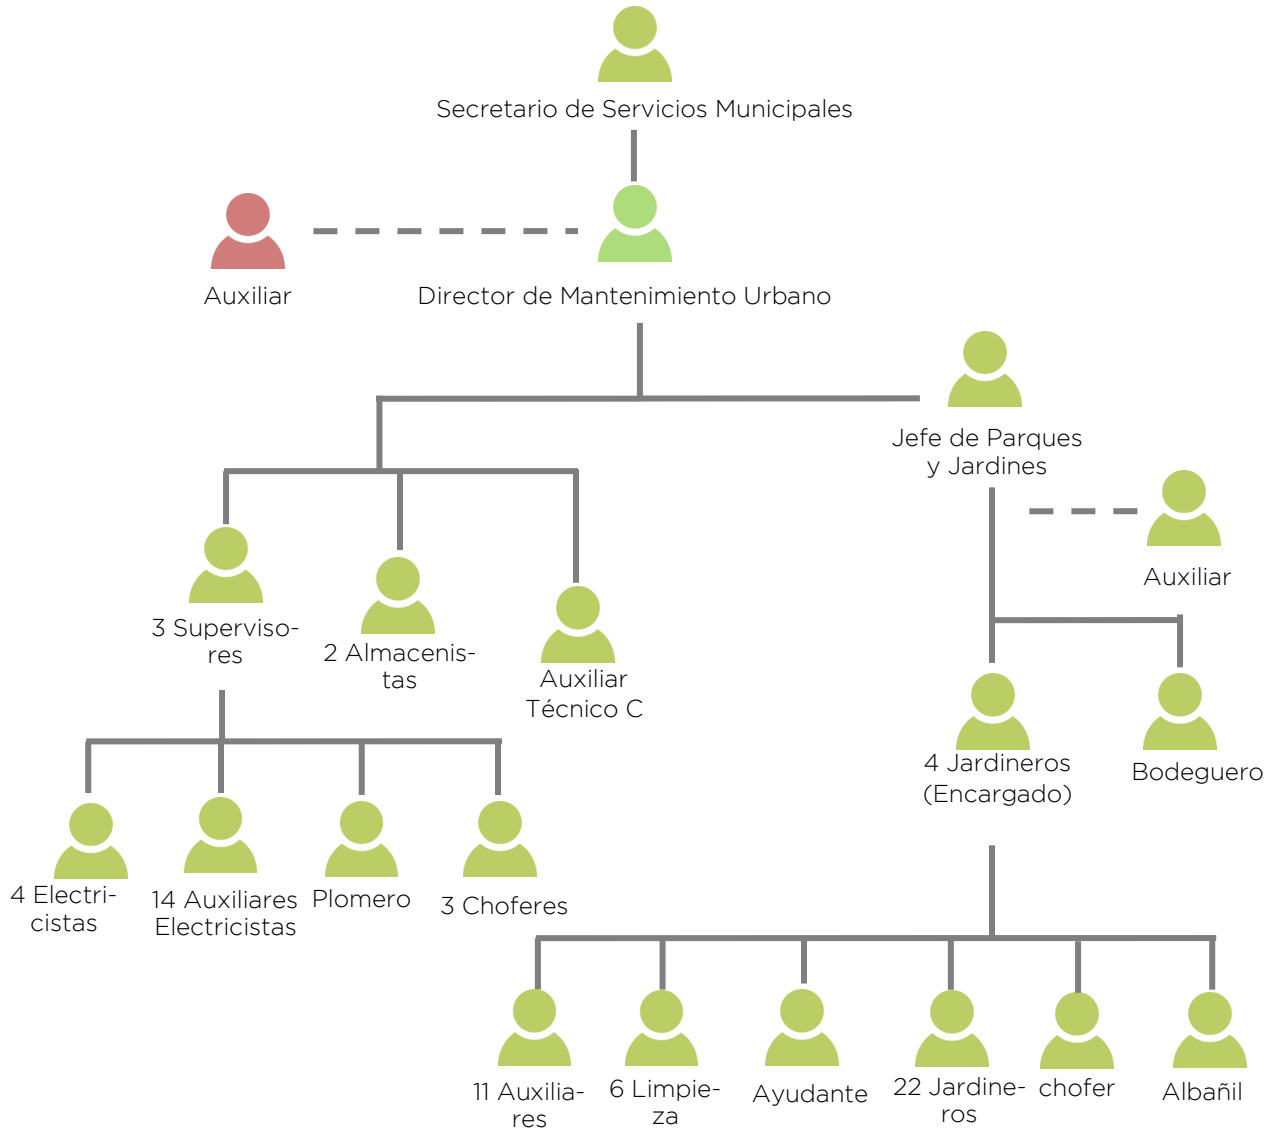 Secretario de Servicios Municipales
Auxiliar
Director de Mantenimiento Urbano
Jefe de Parques
y Jardines
Auxiliar
3 Superviso-
res
2 Almacenis-
tas
Auxiliar
Técnico C
4 Jardineros
(Encargado)
Bodeguero
4 Electri-
cistas
14 Auxiliares
Electricistas
Plomero
3 Choferes
11 Auxilia-
res
6 Limpie-
za
Ayudante
22 Jardine-
ros
chofer
Albañil